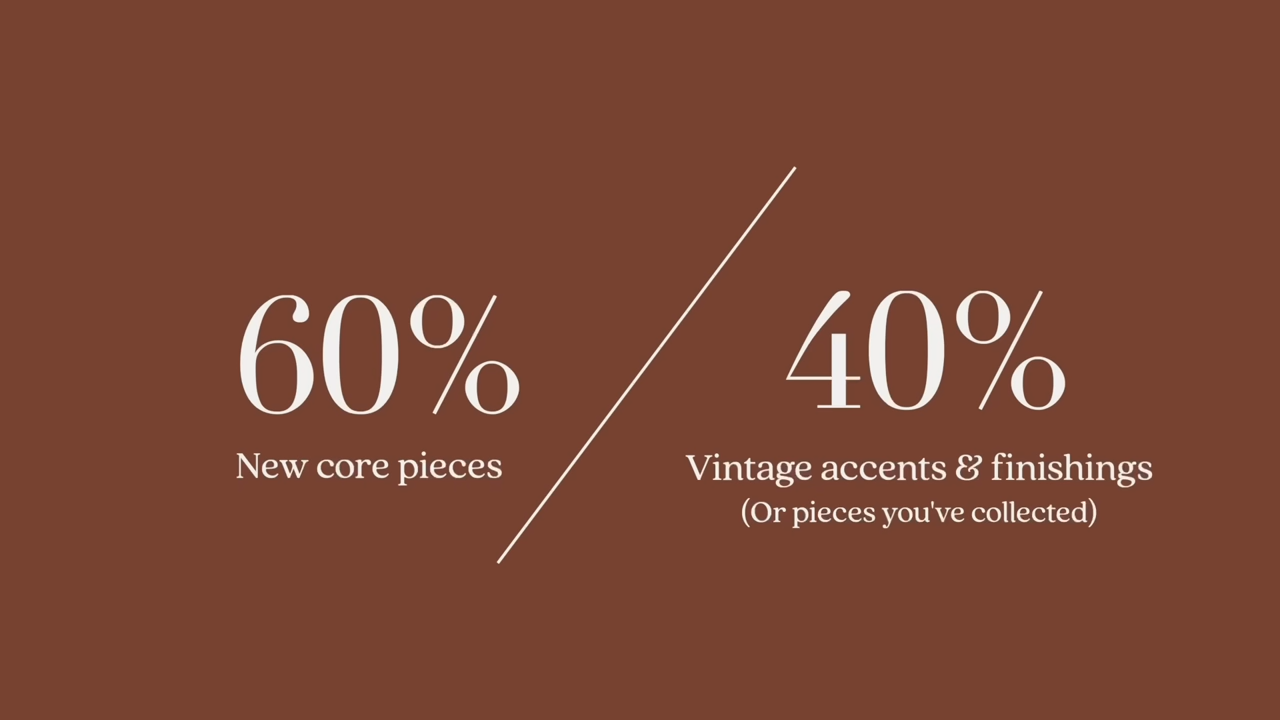 60%
New core pieces
40%
Vintage accents & finishings
(Or pieces you've collected)